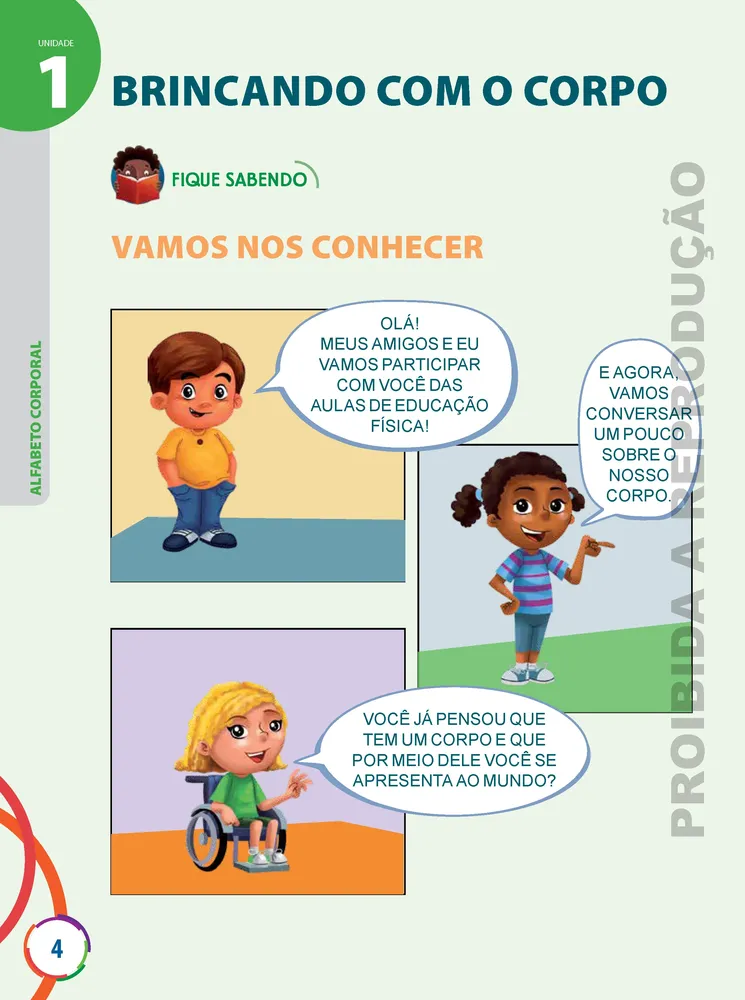 UNIDADE
1
BRINCANDO COM O CORPO
FIQUE SABENDO
VAMOS NOS CONHECER
ALFABETO CORPORAL
OLÁ!
MEUS AMIGOS E EU
VAMOS PARTICIPAR
COM VOCÊ DAS
AULAS DE EDUCAÇÃO
FÍSICA!
E AGORA,
VAMOS
CONVERSAR
UM POUCO
SOBRE O
NOSSO
CORPO.
VOCÊ JÁ PENSOU QUE
TEM UM CORPO E QUE
POR MEIO DELE VOCÊ SE
APRESENTA AO MUNDO?
PROIBIDA A REPRODUÇÃO
4